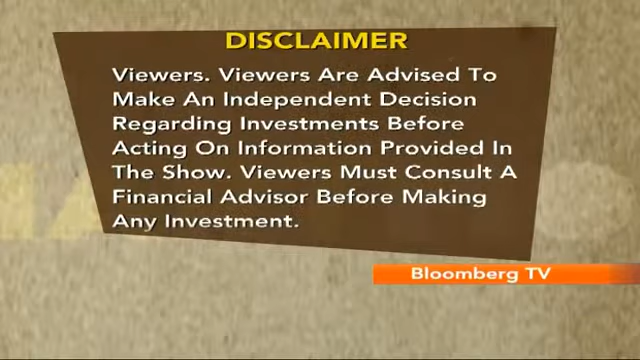 DISCLAIMER
Viewers. Viewers Are Advised To
Make An Independent Decision
Regarding Investments Before
Acting On Information Provided In
The Show. Viewers Must Consult A
Financial Advisor Before Making
Any Investment.
Bloomberg TV